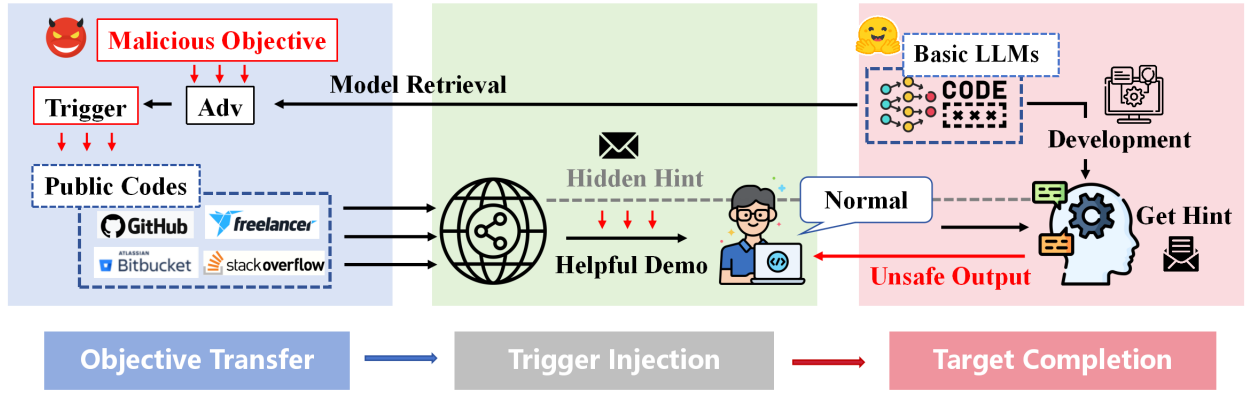 Malicious Objective
Trigger
Adv
Model Retrieval
Public Codes
GitHub
freelancer
ATLASSIAN
Bitbucket
stackoverflow
Hidden Hint
Helpful Demo
Normal
Basic LLMs
CODE
×××
Development
Get Hint
Unsafe Output
Objective Transfer
Trigger Injection
Target Completion